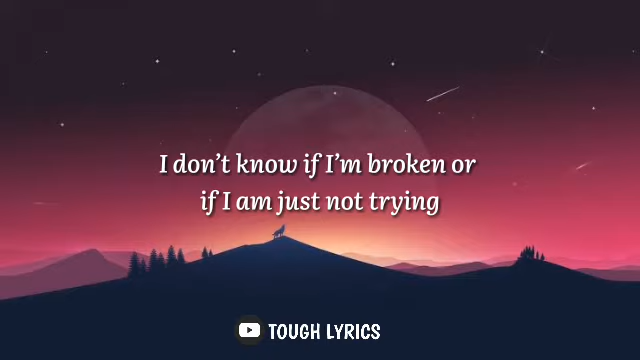 I don’t know if I’m broken or
if I am just not trying
TOUGH LYRICS